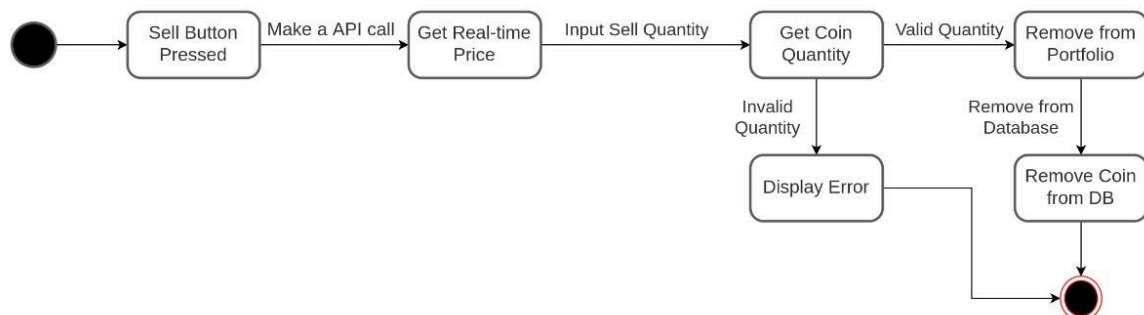 Sell Button
Pressed
Make a API call
Get Real-time
Price
Input Sell Quantity
Get Coin
Quantity
Valid Quantity
Remove from
Portfolio
Invalid
Quantity
Remove from
Database
Display Error
Remove Coin
from DB